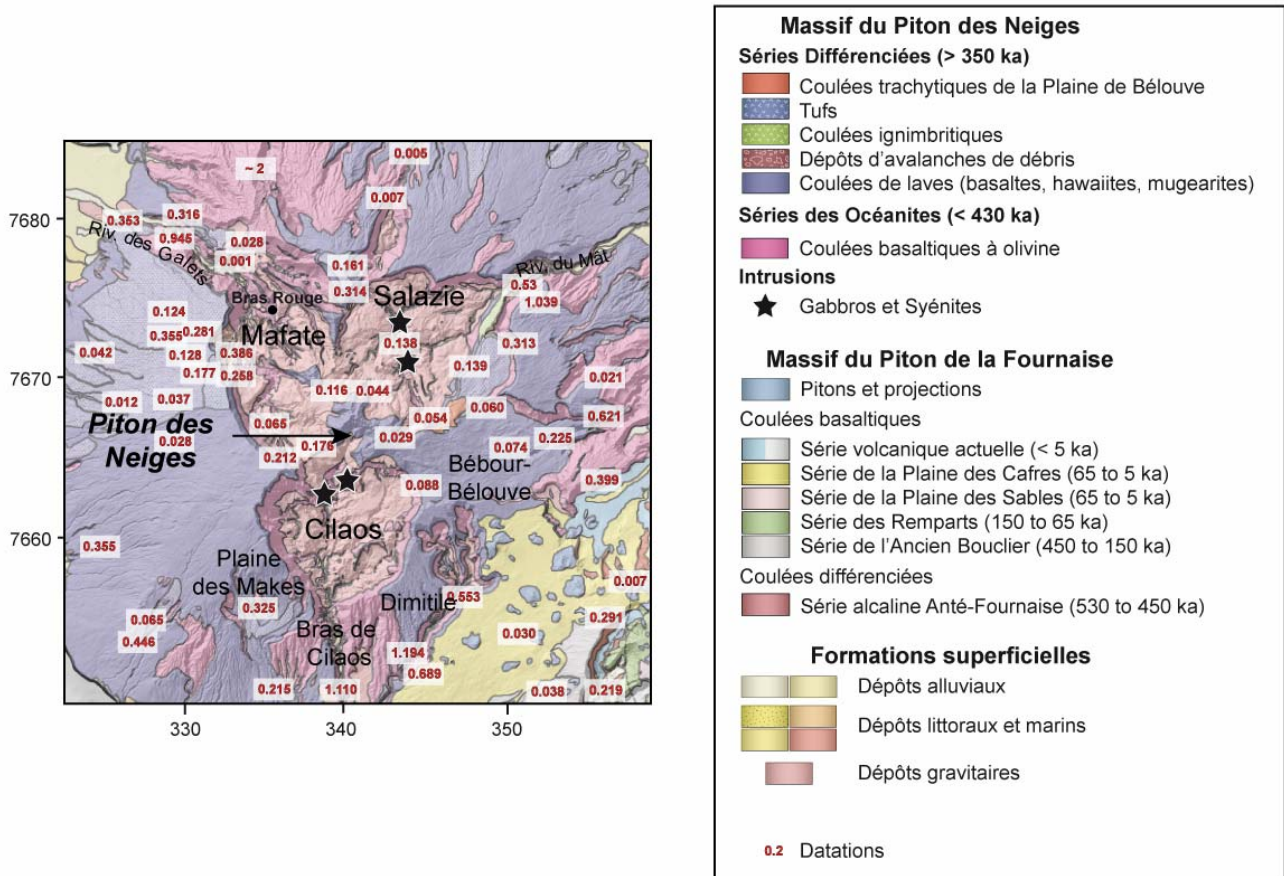 0.005
~ 2
0.007
7680
0.353
0.316
Riv. des Galets
0.945
0.028
0.001
0.161
Riv. du Mât
0.314
0.53
1.039
Bras Rouge
Salazie
0.124
Mafate
0.355
0.281
0.138
0.313
0.042
0.128
0.386
0.139
7670
0.177
0.258
0.116
0.044
0.021
0.012
0.037
0.060
0.054
0.621
Piton des
Neiges
0.065
0.028
0.176
0.029
0.225
0.074
0.212
Bébour-
Bélouve
0.088
0.399
Cilaos
7660
0.355
Plaine
des Makes
0.007
0.325
Dimitile
0.553
0.065
0.291
0.446
Bras de
Cilaos
0.030
1.194
0.689
0.215
1.110
0.038
0.219
330
340
350
Massif du Piton des Neiges
Séries Différenciées (> 350 ka)
Coulées trachytiques de la Plaine de Bélouve
Tufs
Coulées ignimbritiques
Dépôts d'avalanches de débris
Coulées de laves (basaltes, hawaiites, mugearites)
Séries des Océanites (< 430 ka)
Coulées basaltiques à olivine
Intrusions
Gabbros et Syénites
Massif du Piton de la Fournaise
Pitons et projections
Coulées basaltiques
Série volcanique actuelle (< 5 ka)
Série de la Plaine des Cafres (65 to 5 ka)
Série de la Plaine des Sables (65 to 5 ka)
Série des Remparts (150 to 65 ka)
Série de l'Ancien Bouclier (450 to 150 ka)
Coulées différenciées
Série alcaline Anté-Fournaise (530 to 450 ka)
Formations superficielles
Dépôts alluviaux
Dépôts littoraux et marins
Dépôts gravitaires
0.2 Datations